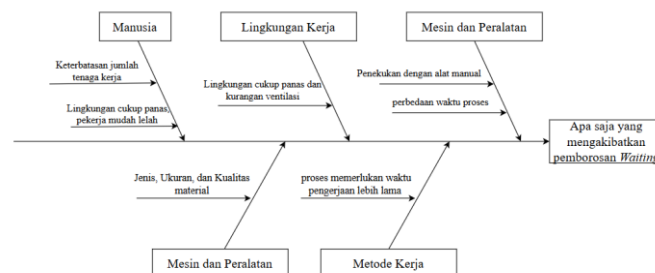 Manusia
Lingkungan Kerja
Mesin dan Peralatan
Keterbatasan jumlah
tenaga kerja
Lingkungan cukup panas,
pekerja mudah lelah
Lingkungan cukup panas dan
kurangan ventilasi
Penekukan dengan alat manual
perbedaan waktu proses
Apa saja yang
mengakibatkan
pemborosan Waiting
Jenis, Ukuran, dan Kualitas
material
proses memerlukan waktu
pengerjaan lebih lama
Mesin dan Peralatan
Metode Kerja